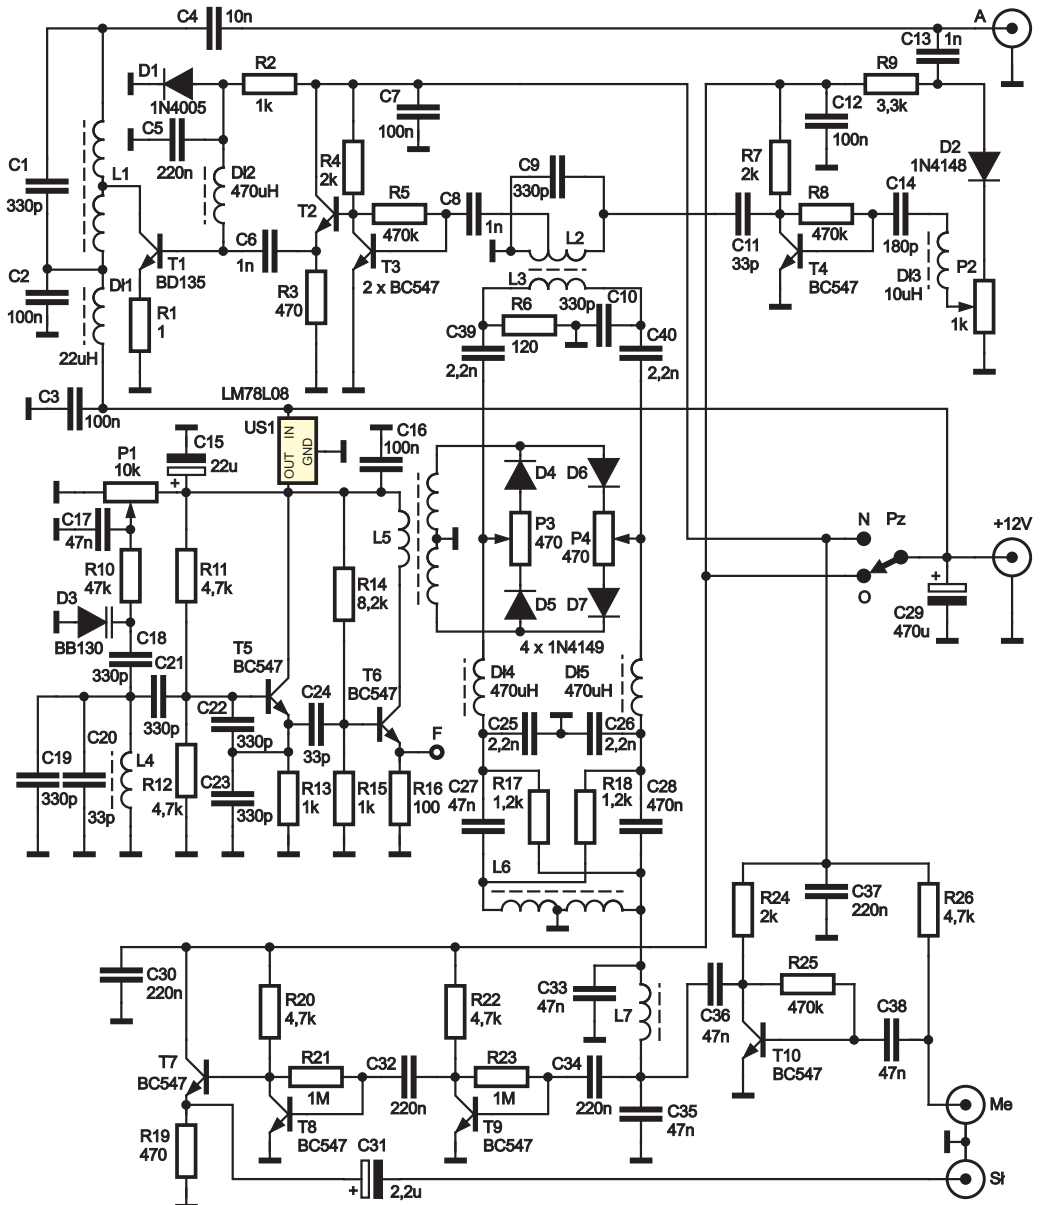 C4 10n
A
C13 1n
D1
R2
R9
1N4005
1k
C7
100n
3,3k
C12
100n
C5
220n
C1
330p
L1
Dł2
470uH
R4
2k
C9
330p
R7
2k
D2
1N4148
R5
470k
C8
1n
T2
R8
470k
C14
180p
C6
1n
T1
BD135
T3
2 x BC547
L2
L3
C11
33p
T4
BC547
Dł3
10uH
P2
1k
C2
100n
Dł1
22uH
R1
1
R3
470
R6
120
330p
C10
C39
2,2n
C40
2,2n
C3
100n
LM78L08
US1
IN
OUT
GND
C15
22u
+
C16
100n
P1
10k
C17
47n
L5
D4
D6
P3
470
P4
470
D5
D7
4 x 1N4149
N
Pz
O
+12V
+
C29
470u
R10
47k
R11
4,7k
R14
8,2k
D3
BB130
C18
330p
C21
330p
T5
BC547
C24
33p
T6
BC547
F
Dł4
470uH
Dł5
470uH
C22
330p
C25
2,2n
C26
2,2n
C19
330p
C20
33p
L4
R12
4,7k
C23
330p
R13
1k
R15
1k
R16
100
C27
47n
R17
1,2k
R18
1,2k
C28
470n
L6
R24
2k
C37
220n
R26
4,7k
C30
220n
R20
4,7k
R22
4,7k
C33
47n
L7
C36
47n
R25
470k
C38
47n
T10
BC547
T7
BC547
R21
1M
C32
220n
R23
1M
C34
220n
T8
BC547
T9
BC547
C35
47n
R19
470
C31
+
2,2u
Me
Sł